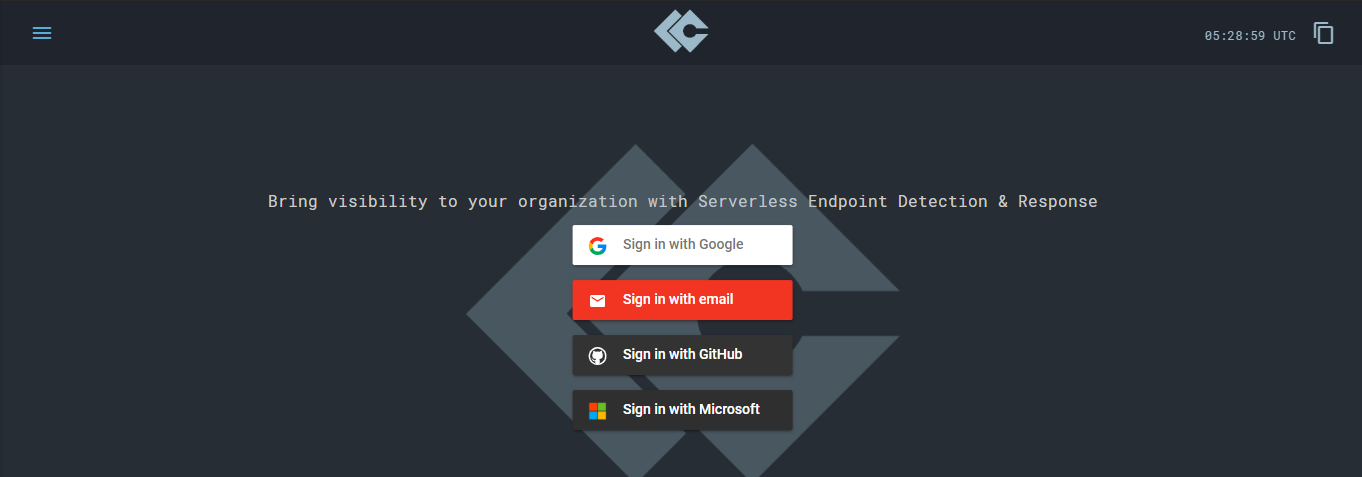 05:28:59 UTC
Bring visibility to your organization with Serverless Endpoint Detection & Response
Sign in with Google
Sign in with email
Sign in with GitHub
Sign in with Microsoft